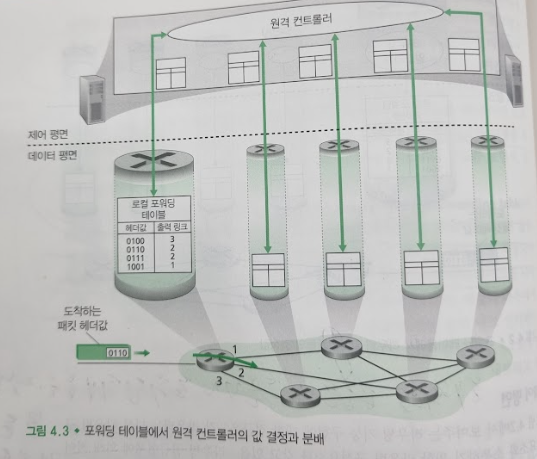 원격 컨트롤러
제어 평면
데이터 평면
로컬 포워딩
테이블
헤더값 출력 링크
0100 3
0110 2
0111 2
1001 1
도착하는
패킷 헤더값
0110
1
2
3
그림 4.3 • 포워딩 테이블에서 원격 컨트롤러의 값 결정과 분배